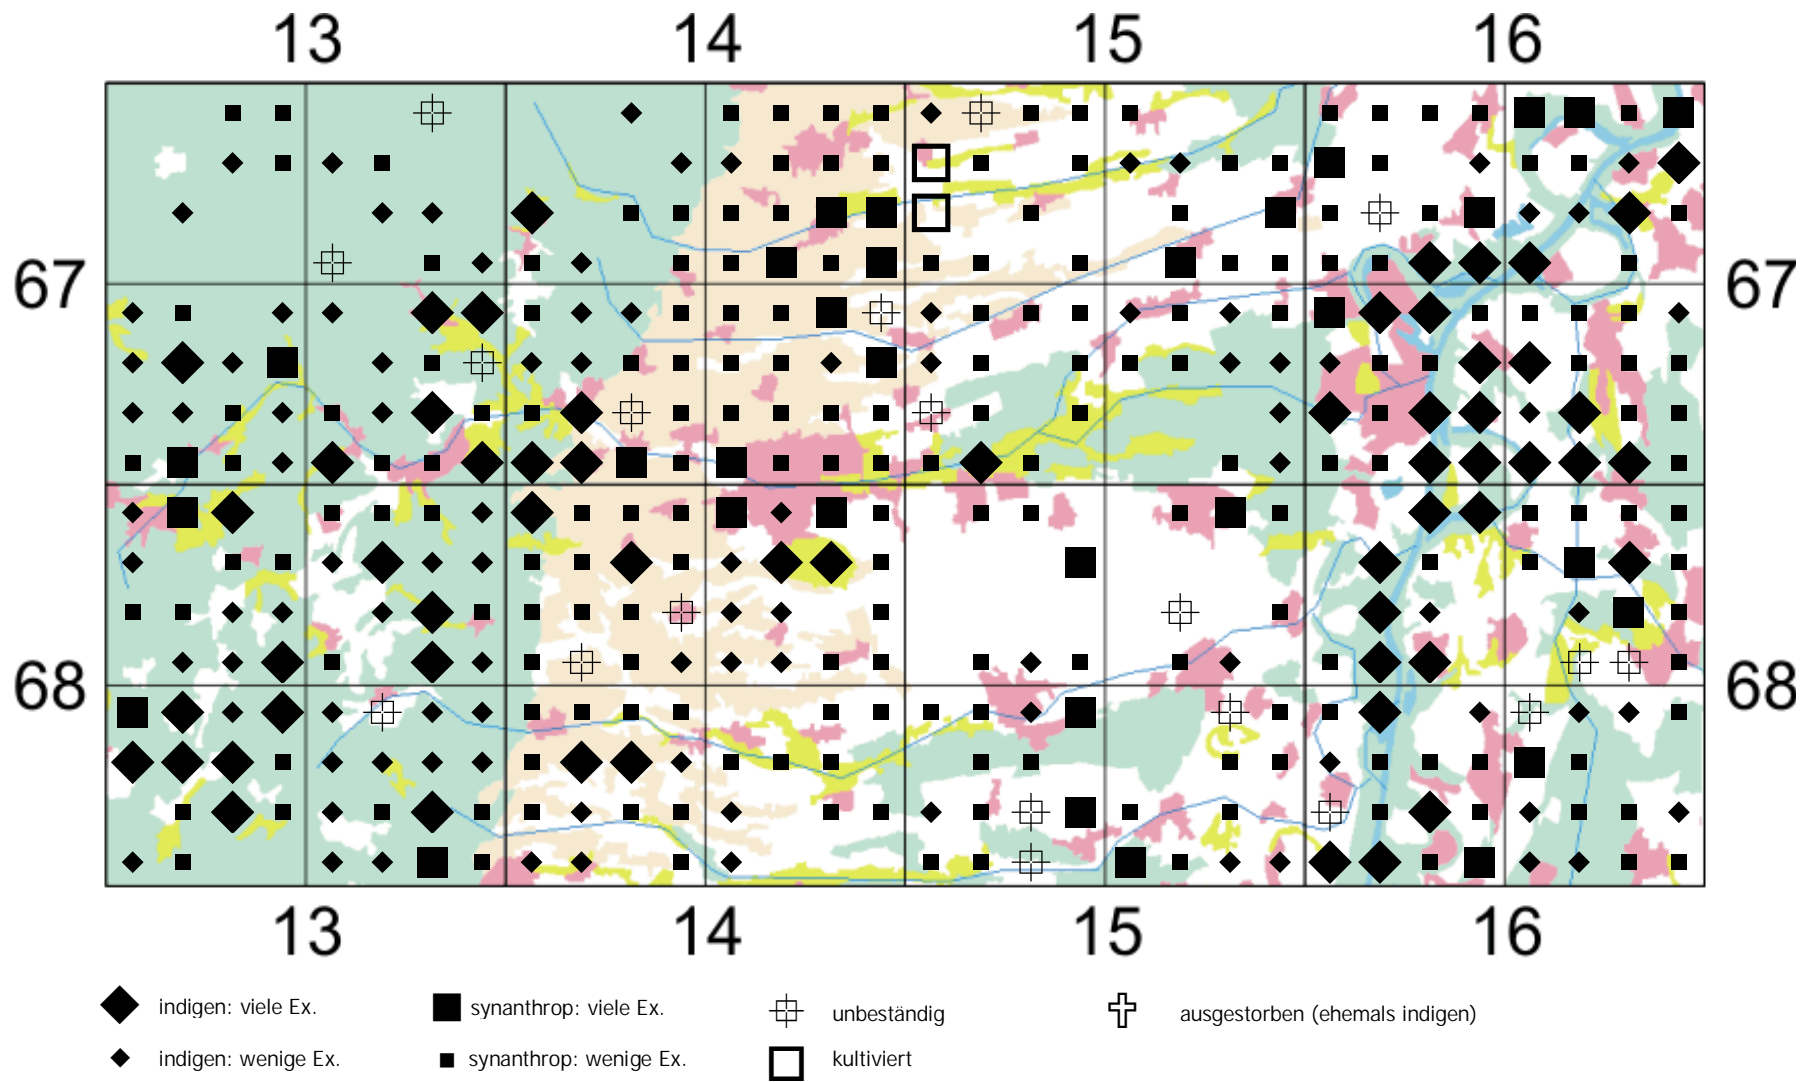 13 14 15 16
67 67
68 68
13 14 15 16
indigen: viele Ex. synanthrop: viele Ex. unbeständig ausgestorben (ehemals indigen)
indigen: wenige Ex. synanthrop: wenige Ex. kultiviert